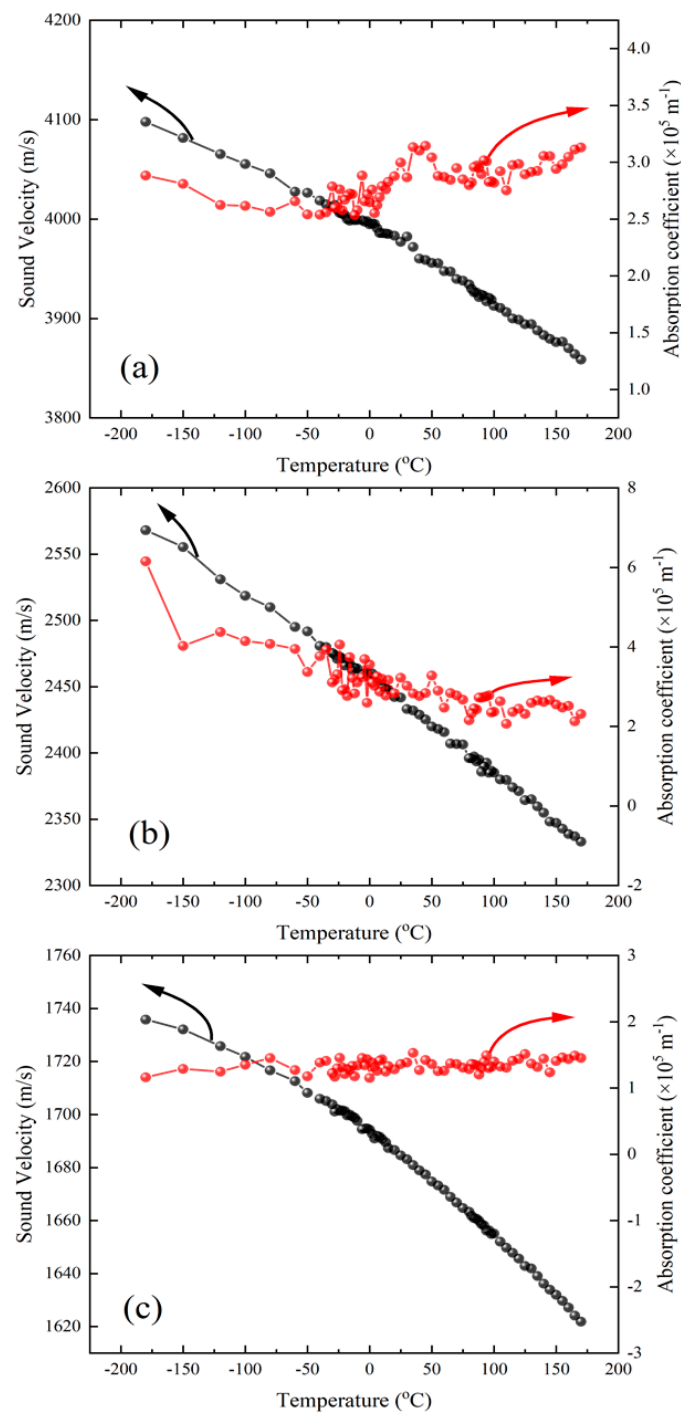 4200
4100
4000
3900
3800
Sound Velocity (m/s)
4.0
3.5
3.0
2.5
2.0
1.5
1.0
Absorption coefficient (×10⁵ m⁻¹)
(a)
-200 -150 -100 -50 0 50 100 150 200
Temperature (°C)
2600
2550
2500
2450
2400
2350
2300
Sound Velocity (m/s)
8
6
4
2
0
-2
Absorption coefficient (×10⁵ m⁻¹)
(b)
-200 -150 -100 -50 0 50 100 150 200
Temperature (°C)
1760
1740
1720
1700
1680
1660
1640
1620
Sound Velocity (m/s)
3
2
1
0
-1
-2
-3
Absorption coefficient (×10⁵ m⁻¹)
(c)
-200 -150 -100 -50 0 50 100 150 200
Temperature (°C)